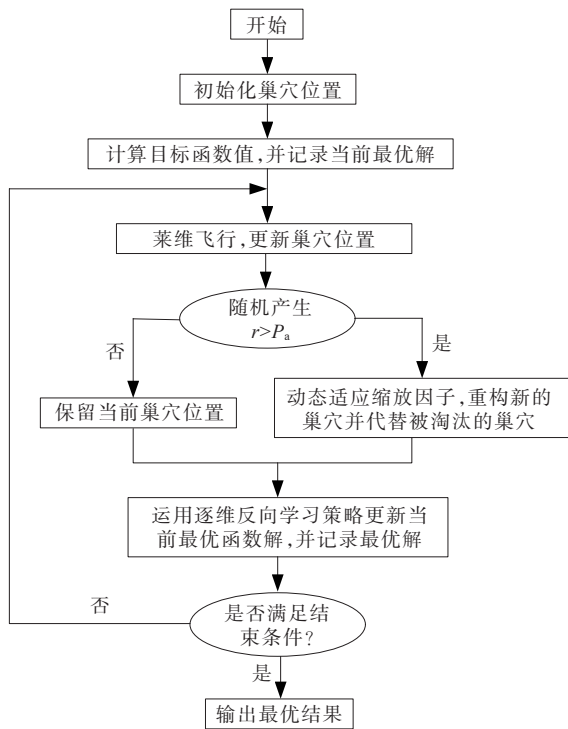 开始
初始化巢穴位置
计算目标函数值,并记录当前最优解
莱维飞行,更新巢穴位置
随机产生
r>Pa
否
是
保留当前巢穴位置
动态适应缩放因子,重构新的
巢穴并代替被淘汰的巢穴
运用逐维反向学习策略更新当
前最优函数解,并记录最优解
否
是否满足结
束条件?
是
输出最优结果